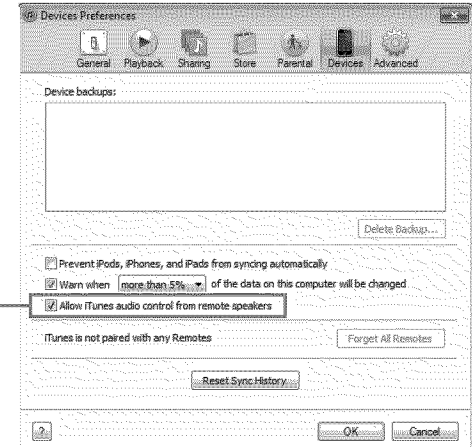 Devices Preferences
General Playback Sharing Store Parental Devices Advanced
Device backups:
Delete Backup...
Prevent iPods, iPhones, and iPads from syncing automatically
Warn when more than 5% of the data on this computer will be changed
Allow iTunes audio control from remote speakers
iTunes is not paired with any Remotes
Forget All Remotes
Reset Sync History
? OK Cancel